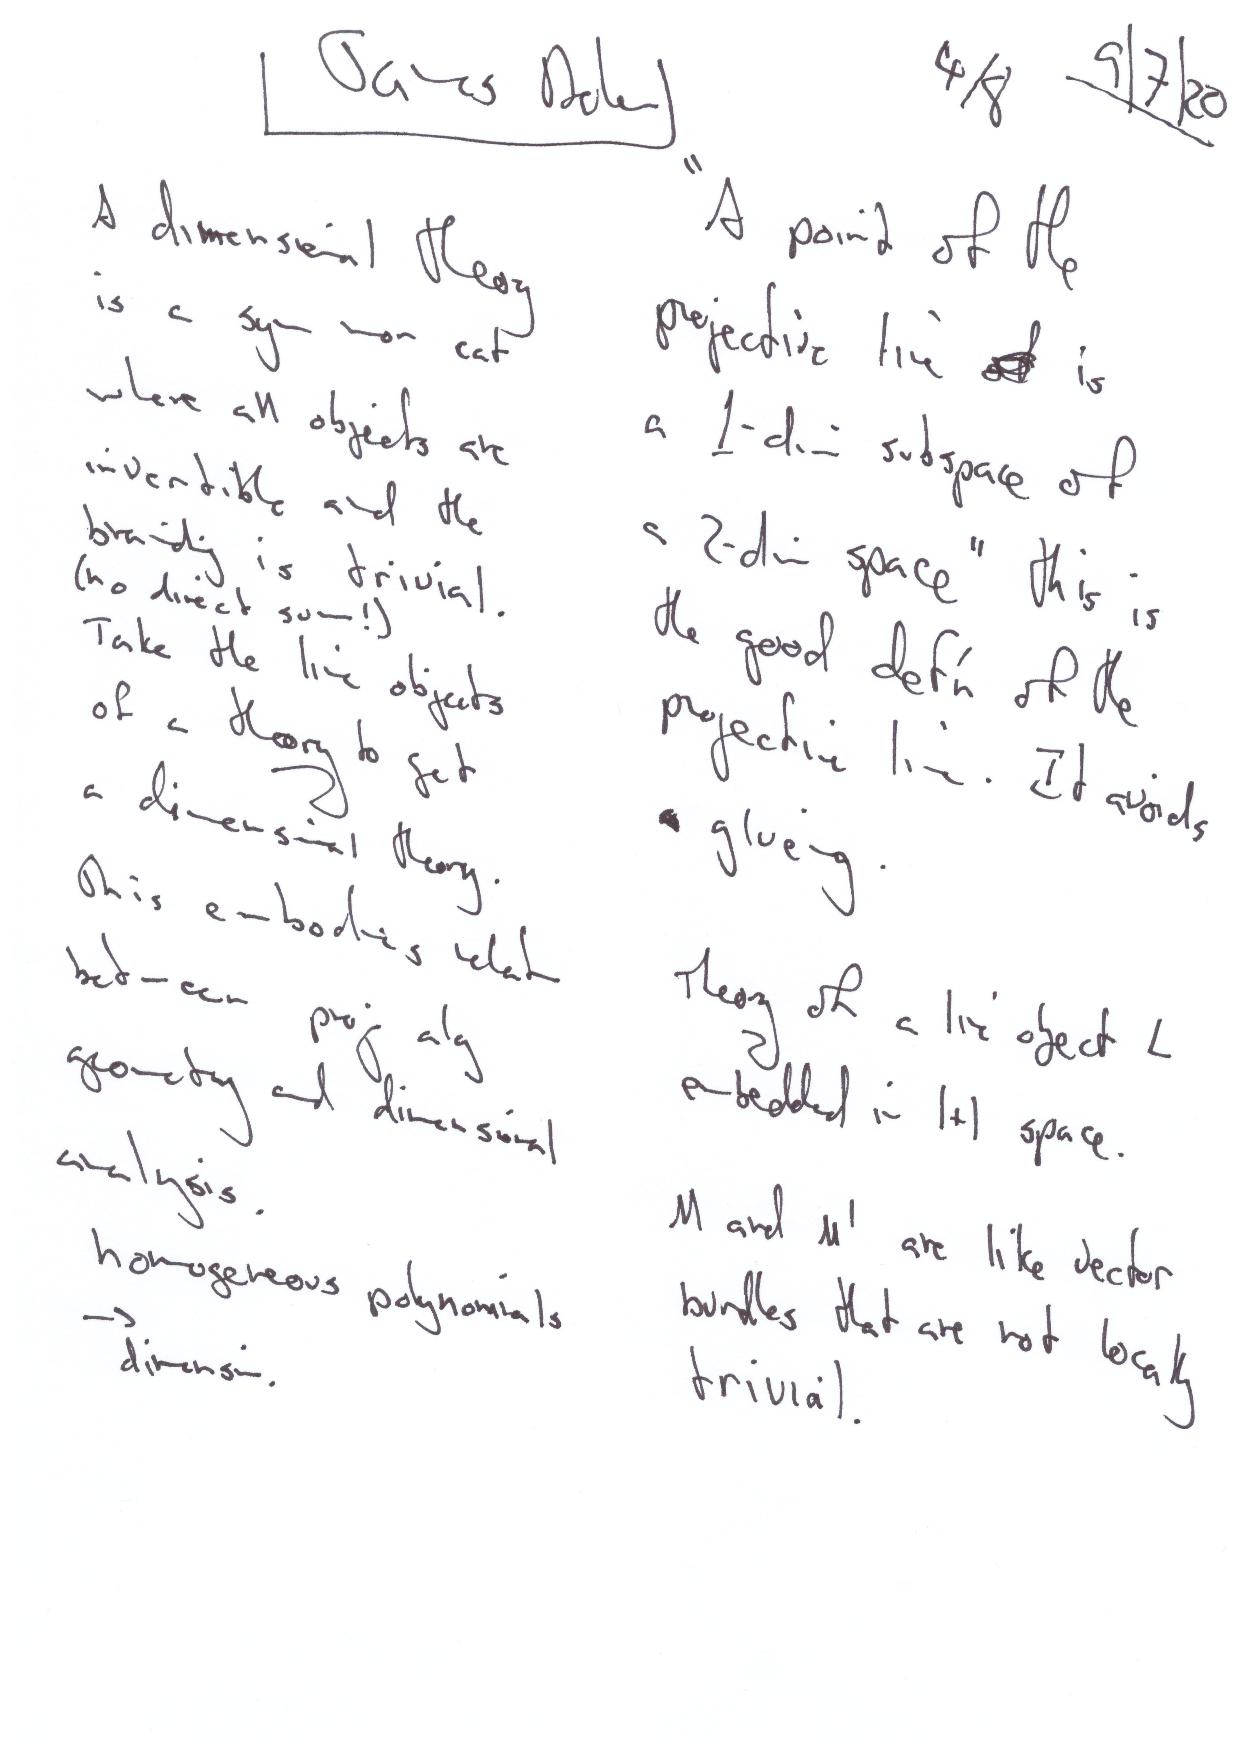 James Dolan
4/8 9/7/20
A dimensional theory
is a sym mon cat
where all objects are
invertible and the
braiding is trivial.
(no direct sum!)
Take the line objects
of a theory to get
a dimensional theory.
This embodies relat
between proj alg
geometry and dimensional
analysis.
homogeneous polynomials
→
dimension.
"A point of the
projective line is
a 1-dim subspace of
a 2-dim space" this is
the good def'n of the
projective line. It avoids
glueing.
Theory of a line object L
embedded in 1+1 space.
M and M' are like vector
bundles that are not locally
trivial.